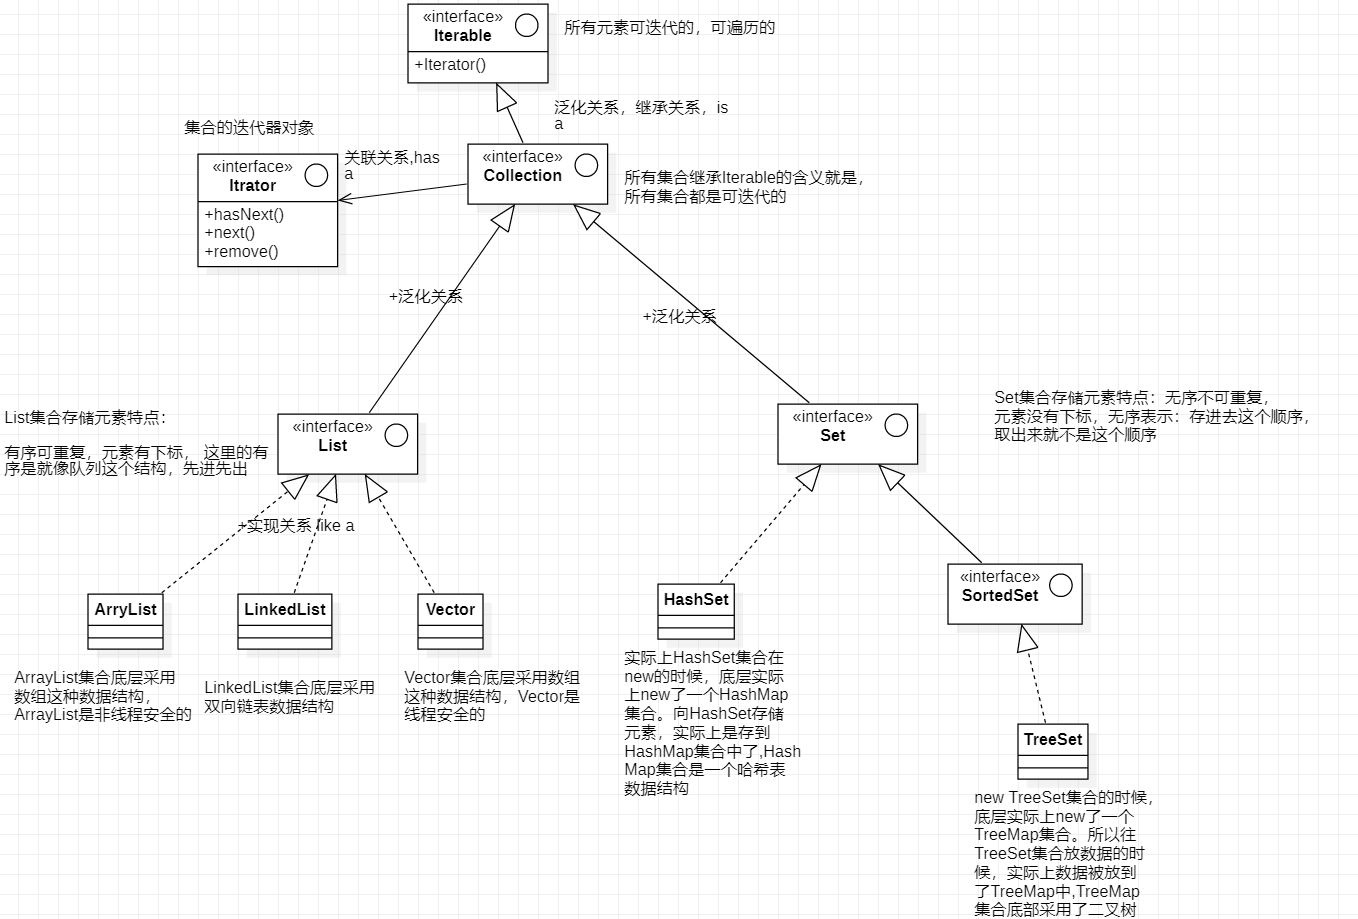 «interface»
Iterable
+Iterator()
所有元素可迭代的，可遍历的
泛化关系，继承关系，is
a
集合的迭代器对象
«interface»
Itrator
+hasNext()
+next()
+remove()
关联关系,has
a
«interface»
Collection
所有集合继承Iterable的含义就是，
所有集合都是可迭代的
+泛化关系
+泛化关系
List集合存储元素特点：
有序可重复，元素有下标， 这里的有
序是就像队列这个结构，先进先出
«interface»
List
«interface»
Set
Set集合存储元素特点：无序不可重复，
元素没有下标，无序表示：存进去这个顺序，
取出来就不是这个顺序
+实现关系 like a
ArryList
LinkedList
Vector
HashSet
«interface»
SortedSet
ArrayList集合底层采用
数组这种数据结构，
ArrayList是非线程安全的
LinkedList集合底层采用
双向链表数据结构
Vector集合底层采用数组
这种数据结构，Vector是
线程安全的
实际上HashSet集合在
new的时候，底层实际
上new了一个HashMap
集合。向HashSet存储
元素，实际上是存到
HashMap集合中了,Hash
Map集合是一个哈希表
数据结构
TreeSet
new TreeSet集合的时候，
底层实际上new了一个
TreeMap集合。所以往
TreeSet集合放数据的时
候，实际上数据被放到
了TreeMap中,TreeMap
集合底部采用了二叉树